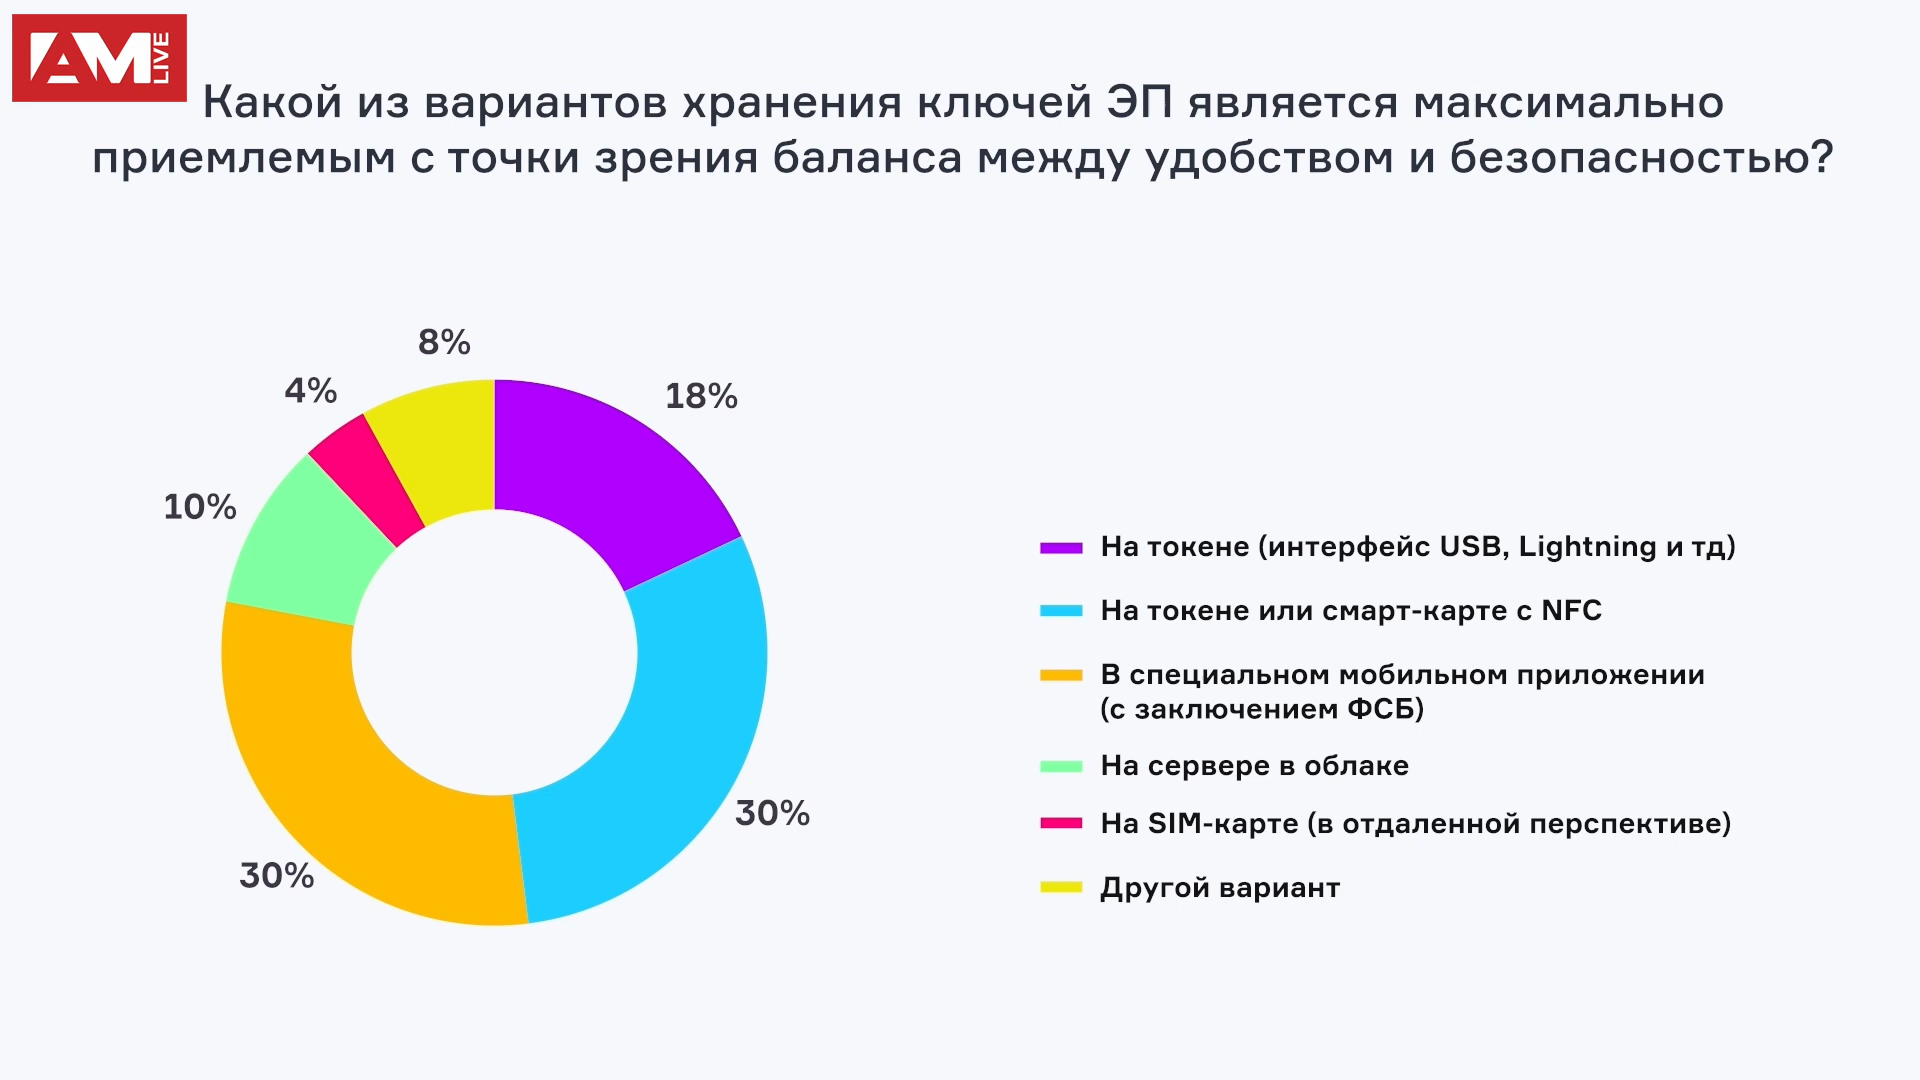 AM LIVE
Какой из вариантов хранения ключей ЭП является максимально
приемлемым с точки зрения баланса между удобством и безопасностью?
8%
4%
18%
10%
30%
30%
На токене (интерфейс USB, Lightning и тд)
На токене или смарт-карте с NFC
В специальном мобильном приложении
(с заключением ФСБ)
На сервере в облаке
На SIM-карте (в отдаленной перспективе)
Другой вариант